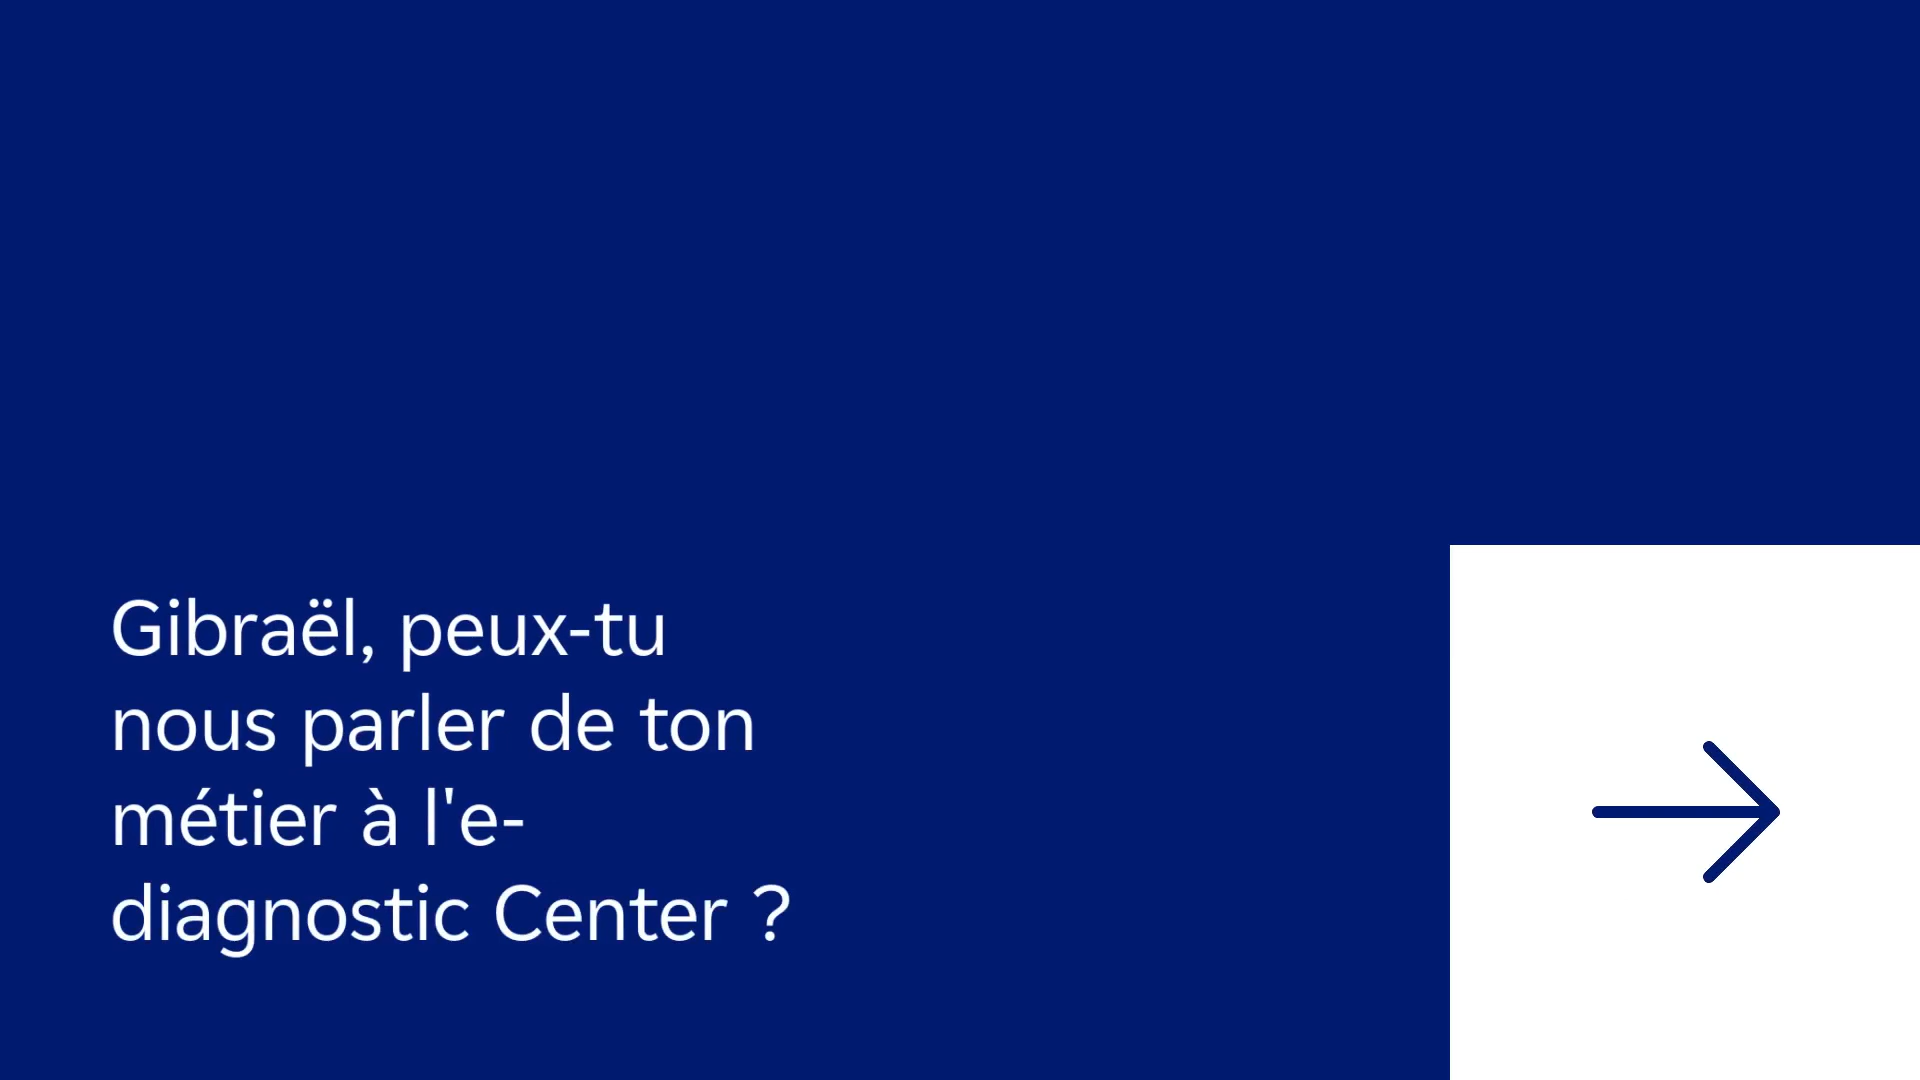 Gibraël, peux-tu
nous parler de ton
métier à l'e-
diagnostic Center ?